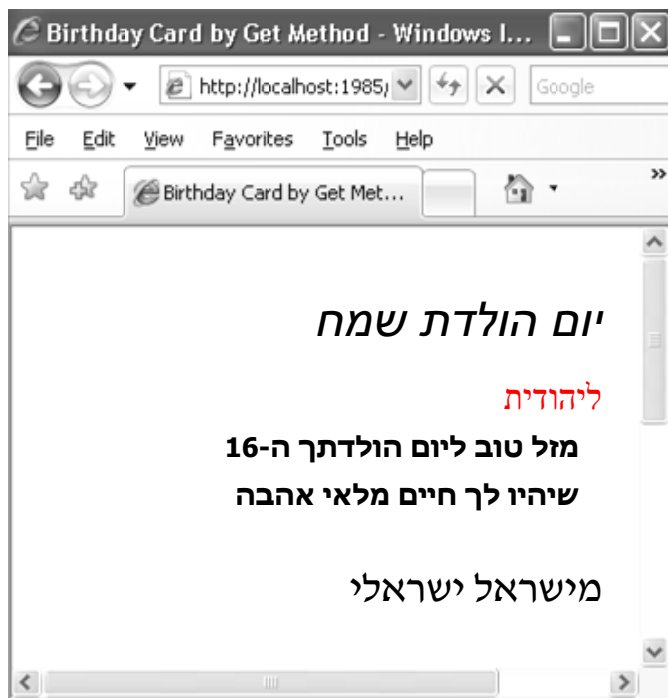 Birthday Card by Get Method - Windows I...
http://localhost:1985/
Google
File Edit View Favorites Tools Help
Birthday Card by Get Met...
יום הולדת שמח
ליהודית
מזל טוב ליום הולדתך ה-16
שיהיו לך חיים מלאי אהבה
מישראל ישראלי